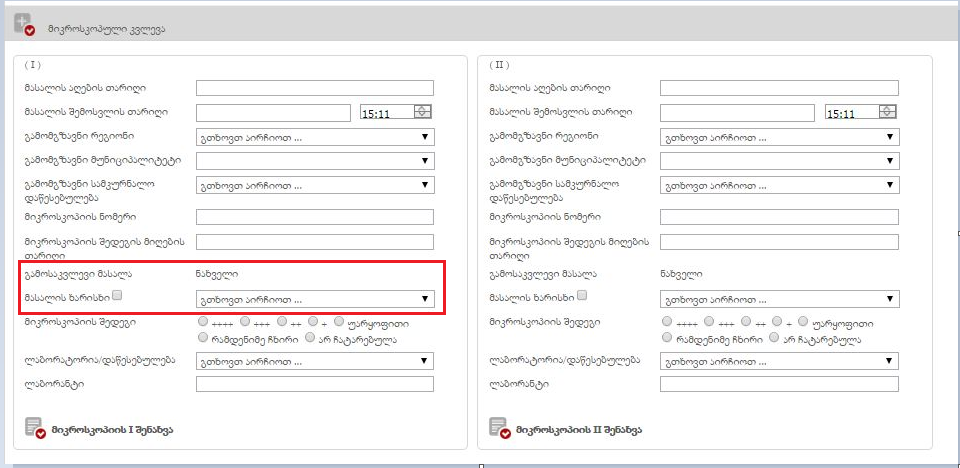 მიკროსკოპული კვლევა
( I )
მასალის აღების თარიღი
მასალის შემოსვლის თარიღი 15:11
გამომგზავნი რეგიონი გთხოვთ აირჩიოთ ...
გამომგზავნი მუნიციპალიტეტი
გამომგზავნი სამკურნალო
დაწესებულება გთხოვთ აირჩიოთ ...
მიკროსკოპიის ნომერი
მიკროსკოპიის შედეგის მიღების
თარიღი
გამოსაკვლევი მასალა ნახველი
მასალის ხარისხი გთხოვთ აირჩიოთ ...
მიკროსკოპიის შედეგი ++++ +++ ++ + უარყოფითი
რამდენიმე ჩხირი არ ჩატარებულა
ლაბორატორია/დაწესებულება გთხოვთ აირჩიოთ ...
ლაბორანტი
მიკროსკოპიის I შენახვა
( II )
მასალის აღების თარიღი
მასალის შემოსვლის თარიღი 15:11
გამომგზავნი რეგიონი გთხოვთ აირჩიოთ ...
გამომგზავნი მუნიციპალიტეტი
გამომგზავნი სამკურნალო
დაწესებულება გთხოვთ აირჩიოთ ...
მიკროსკოპიის ნომერი
მიკროსკოპიის შედეგის მიღების
თარიღი
გამოსაკვლევი მასალა ნახველი
მასალის ხარისხი გთხოვთ აირჩიოთ ...
მიკროსკოპიის შედეგი ++++ +++ ++ + უარყოფითი
რამდენიმე ჩხირი არ ჩატარებულა
ლაბორატორია/დაწესებულება გთხოვთ აირჩიოთ ...
ლაბორანტი
მიკროსკოპიის II შენახვა